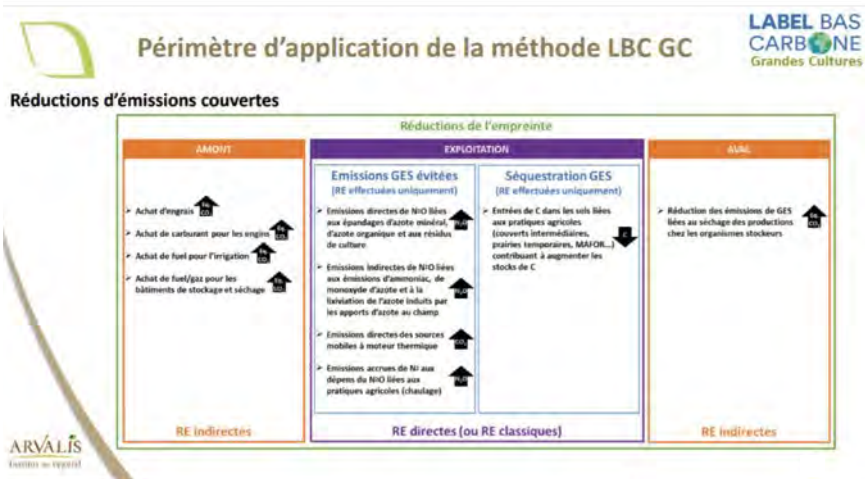 Périmètre d'application de la méthode LBC GC
LABEL BAS
CARBONE
Grandes Cultures
Réductions d'émissions couvertes
Réductions de l'empreinte
AMONT
➢ Achat d'engrais
➢ Achat de carburant pour les engins
➢ Achat de fuel pour l'irrigation
➢ Achat de fuel/gaz pour les
bâtiments de stockage et séchage
RE indirectes
EXPLOITATION
Emissions GES évitées
(RE effectuées uniquement)
➢ Emissions directes de N2O liées
aux épandages d'azote minéral,
d'azote organique et aux résidus
de culture
N2O
➢ Emissions indirectes de N2O liées
aux émissions d'ammoniac, de
monoxyde d'azote et à la
lixiviation de l'azote induits par
les apports d'azote au champ
N2O
➢ Emissions directes des sources
mobiles à moteur thermique
CO2
➢ Emissions accrues de N2 aux
dépens du N2O liées aux
pratiques agricoles (chaulage)
N2O
Séquestration GES
(RE effectuées uniquement)
➢ Entrées de C dans les sols liées
aux pratiques agricoles
(couverts intermédiaires,
prairies temporaires, MAFOR...)
contribuant à augmenter les
stocks de C
C
RE directes (ou RE classiques)
AVAL
➢ Réduction des émissions de GES
liées au séchage des productions
chez les organismes stockeurs
RE indirectes
ARVALIS